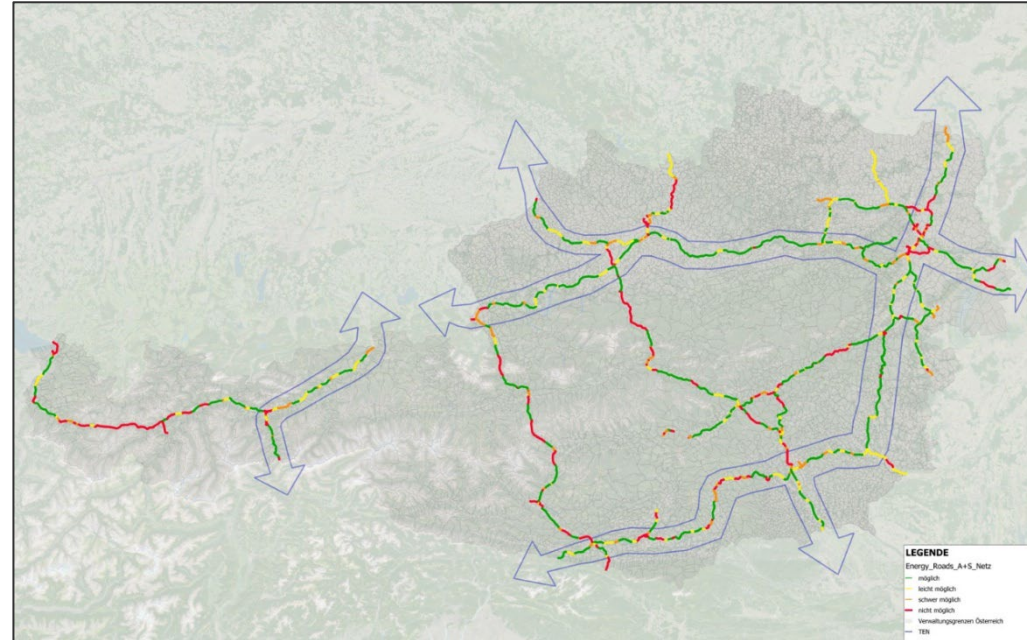 LEGENDE
Energy_Roads_A+S_Netz
möglich
leicht möglich
schwer möglich
nicht möglich
Verwaltungsgrenzen Österreich
TEN